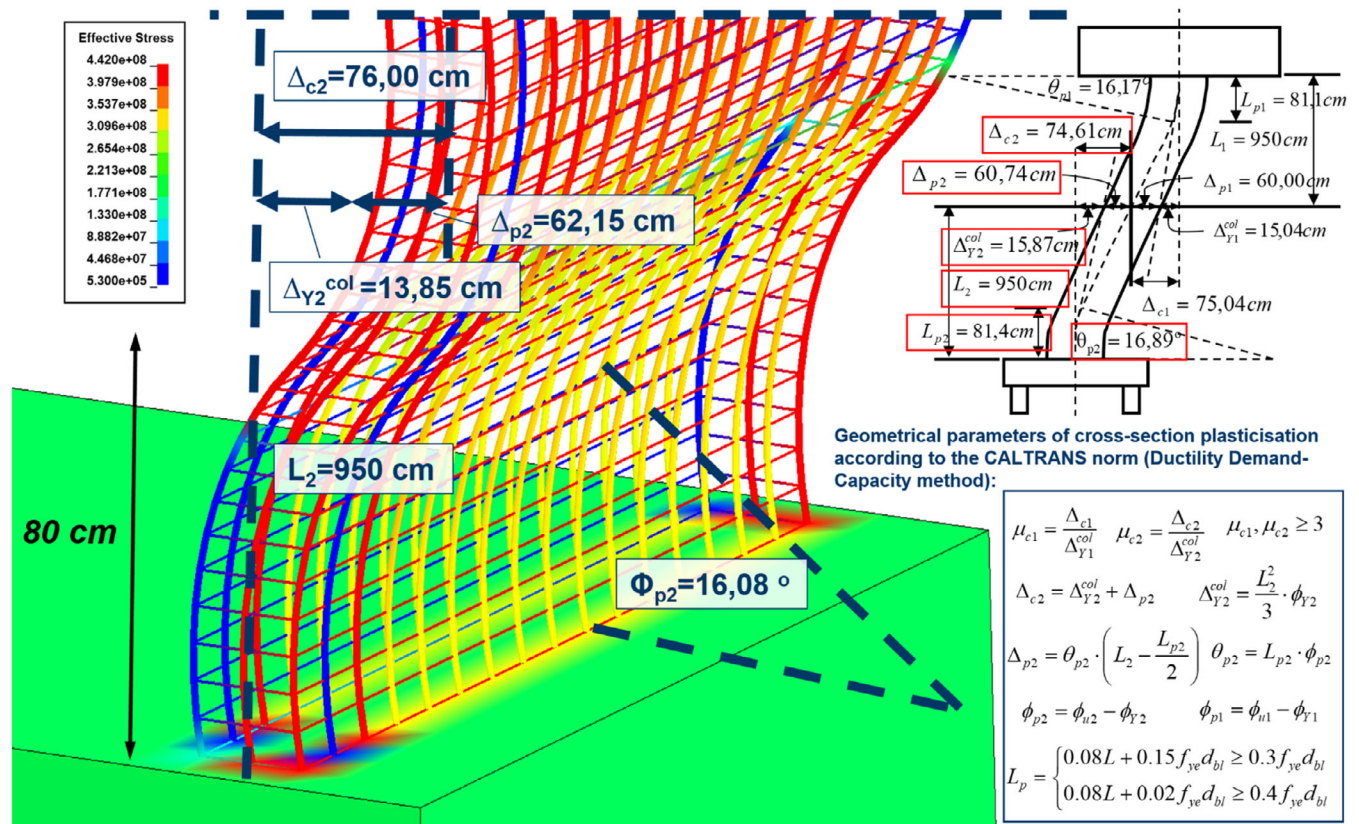 Effective Stress
4.420e+08
3.979e+08
3.537e+08
3.096e+08
2.654e+08
2.213e+08
1.771e+08
1.330e+08
8.882e+07
4.468e+07
5.300e+05
80 cm
Δc2=76,00 cm
Δp2=62,15 cm
ΔY2col =13,85 cm
L2=950 cm
Φp2=16,08 º
θp1 = 16,17º
Lp1 = 81,1cm
Δc2 = 74,61cm
L1 = 950cm
Δp2 = 60,74cm
Δp1 = 60,00cm
ΔY2col = 15,87cm
ΔY1col = 15,04cm
L2 = 950cm
Δc1 = 75,04cm
Lp2 = 81,4cm
θp2 = 16,89º
Geometrical parameters of cross-section plasticisation
according to the CALTRANS norm (Ductility Demand-
Capacity method):
μc1 = Δc1/ΔY1col μc2 = Δc2/ΔY2col μc1, μc2 ≥ 3
Δc2 = ΔY2col + Δp2 ΔY2col = L2²/3 · ϕY2
Δp2 = θp2 · (L2 − Lp2/2) θp2 = Lp2 · ϕp2
ϕp2 = ϕu2 − ϕY2 ϕp1 = ϕu1 − ϕY1
Lp = { 0.08L + 0.15 fye dbl ≥ 0.3 fye dbl
0.08L + 0.02 fye dbl ≥ 0.4 fye dbl